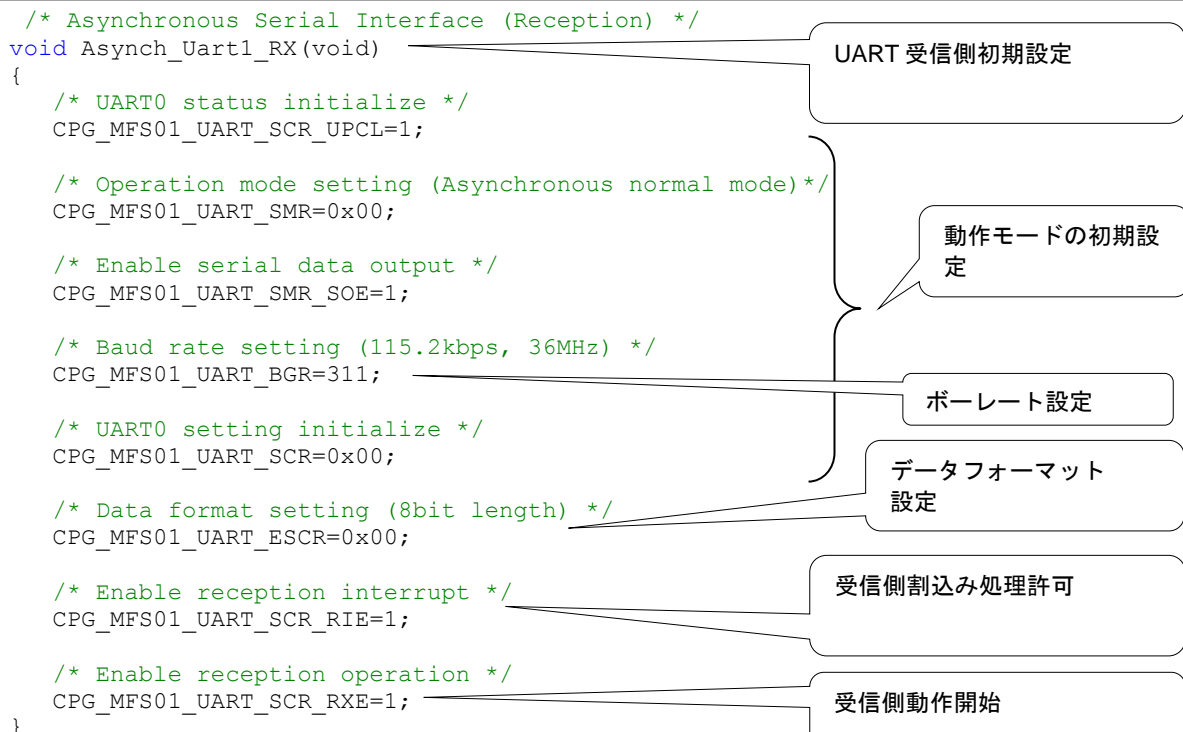 /* Asynchronous Serial Interface (Reception) */
void Asynch_Uart1_RX(void)
UART 受信側初期設定
{
/* UART0 status initialize */
CPG_MFS01_UART_SCR_UPCL=1;
/* Operation mode setting (Asynchronous normal mode)*/
CPG_MFS01_UART_SMR=0x00;
動作モードの初期設
定
/* Enable serial data output */
CPG_MFS01_UART_SMR_SOE=1;
/* Baud rate setting (115.2kbps, 36MHz) */
CPG_MFS01_UART_BGR=311;
ボーレート設定
/* UART0 setting initialize */
CPG_MFS01_UART_SCR=0x00;
データフォーマット
設定
/* Data format setting (8bit length) */
CPG_MFS01_UART_ESCR=0x00;
受信側割込み処理許可
/* Enable reception interrupt */
CPG_MFS01_UART_SCR_RIE=1;
/* Enable reception operation */
CPG_MFS01_UART_SCR_RXE=1;
受信側動作開始
}